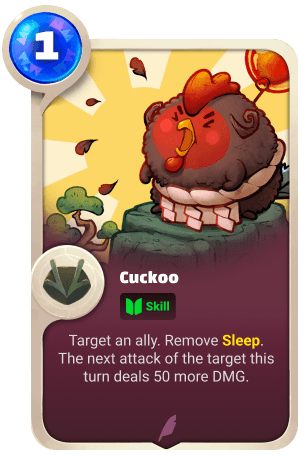 1
Cuckoo
Skill
Target an ally. Remove Sleep.
The next attack of the target this
turn deals 50 more DMG.